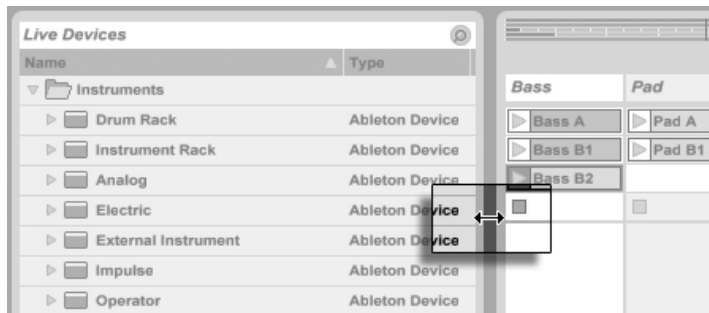 Live Devices
Name Type
Instruments
Drum Rack Ableton Device
Instrument Rack Ableton Device
Analog Ableton Device
Electric Ableton Device
External Instrument Ableton Device
Impulse Ableton Device
Operator Ableton Device
Bass Pad
Bass A Pad A
Bass B1 Pad B1
Bass B2